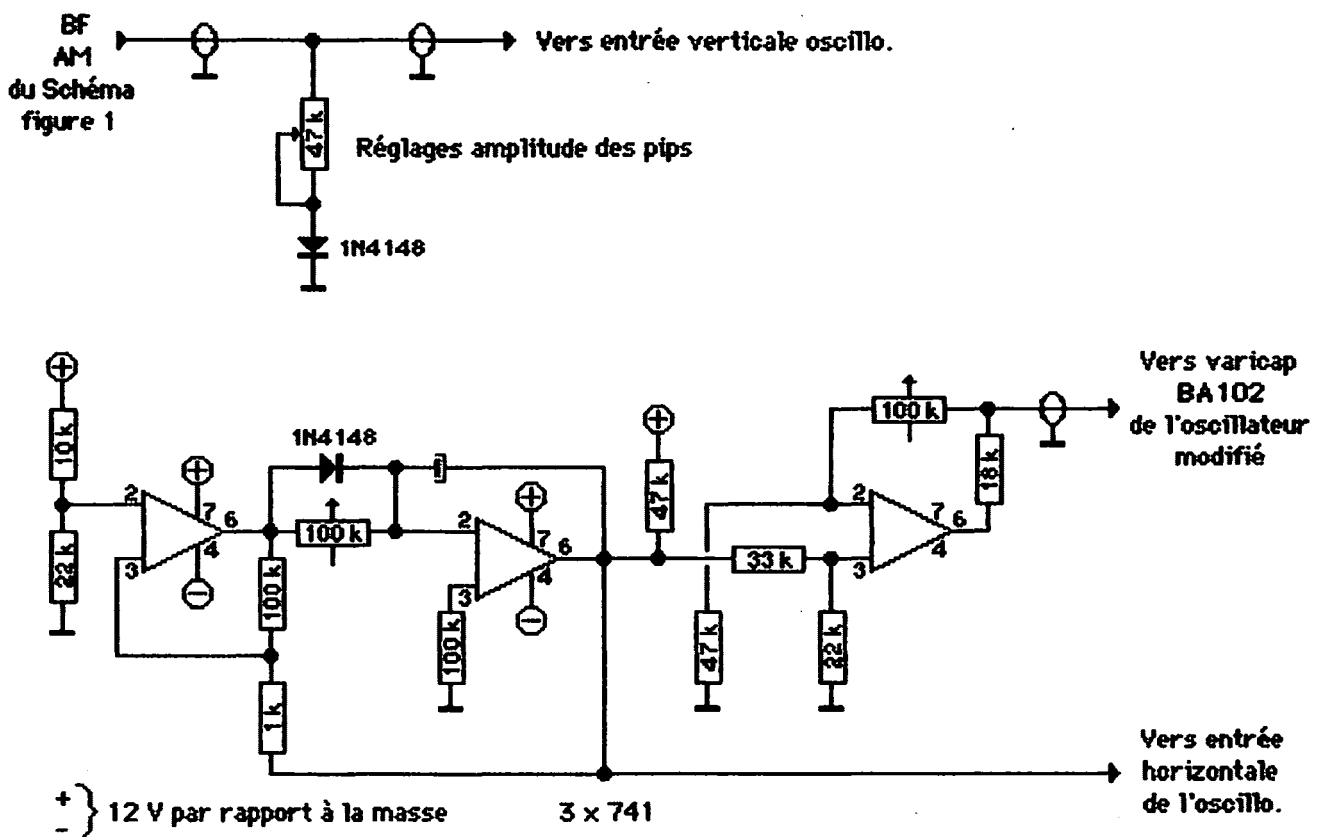 BF
AM
du Schéma
figure 1
Vers entrée verticale oscillo.
47 k
Réglages amplitude des pips
1N4148
Vers varicap
BA102
de l'oscillateur
modifié
+
10 k
22 k
2
3
+
7
6
4
-
1N4148
100 k
100 k
1 k
2
3
+
7
6
4
-
100 k
+
47 k
33 k
47 k
22 k
2
3
7
6
4
100 k
18 k
Vers entrée
horizontale
de l'oscillo.
+
-
} 12 V par rapport à la masse
3 x 741